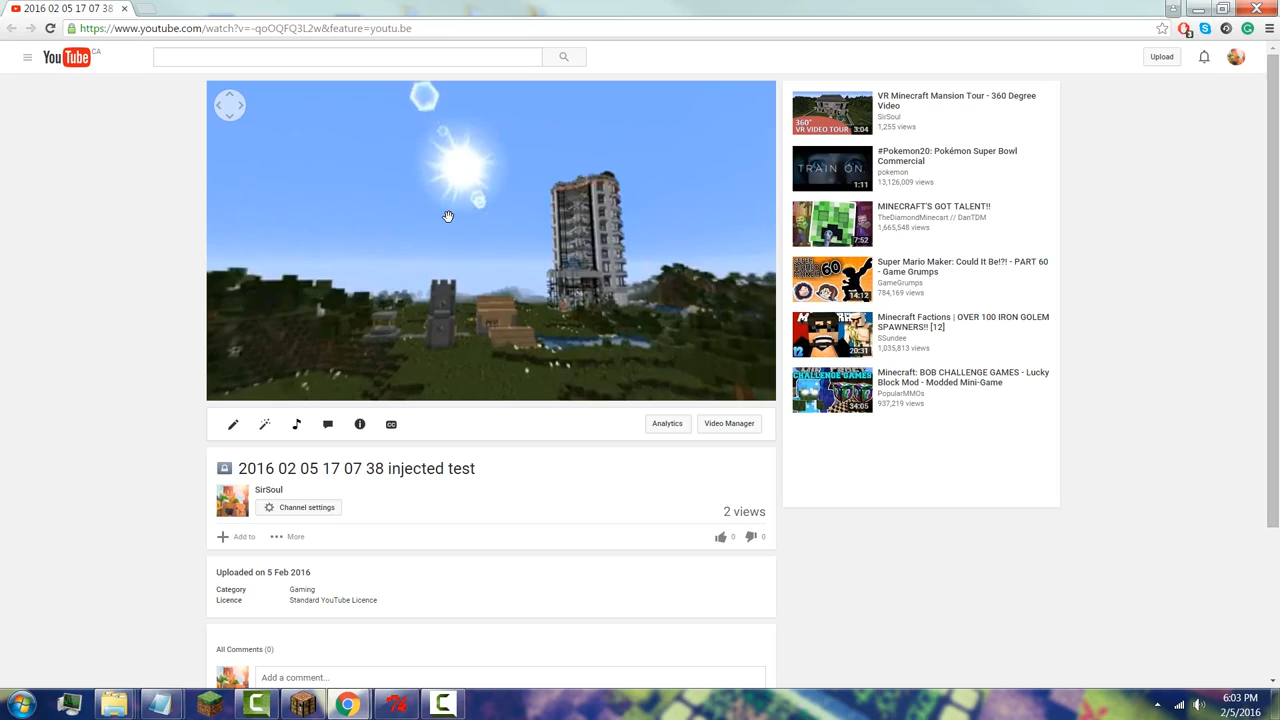 2016 02 05 17 07 38
https://www.youtube.com/watch?v=-qoOQFQ3L2w&feature=youtu.be
YouTube CA
Upload
2016 02 05 17 07 38 injected test
SirSoul
Channel settings
2 views
Add to
More
0
0
Analytics
Video Manager
Uploaded on 5 Feb 2016
Category
Gaming
Licence
Standard YouTube Licence
All Comments (0)
Add a comment...
360°
VR VIDEO TOUR
3:04
VR Minecraft Mansion Tour - 360 Degree
Video
SirSoul
1,255 views
TRAIN ON
1:11
#Pokemon20: Pokémon Super Bowl
Commercial
pokemon
13,126,009 views
7:52
MINECRAFT'S GOT TALENT!!
TheDiamondMinecart // DanTDM
1,665,548 views
60
14:12
Super Mario Maker: Could It Be!?! - PART 60
- Game Grumps
GameGrumps
784,169 views
20:31
Minecraft Factions | OVER 100 IRON GOLEM
SPAWNERS!! [12]
SSundee
1,035,813 views
CHALLENGE GAMES
34:05
Minecraft: BOB CHALLENGE GAMES - Lucky
Block Mod - Modded Mini-Game
PopularMMOs
937,219 views
6:03 PM
2/5/2016